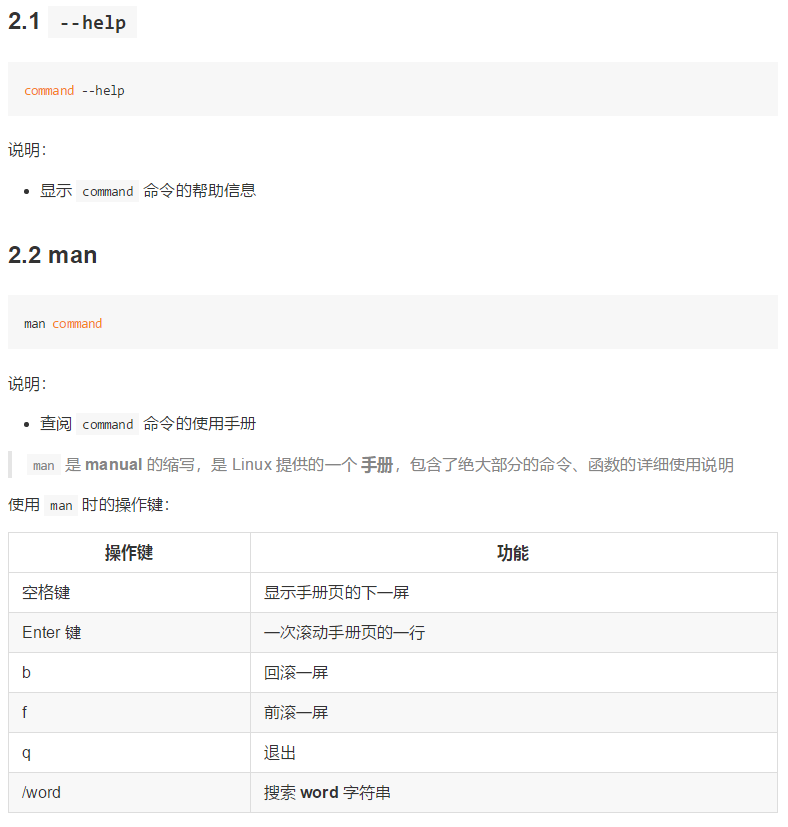 2.1 --help
command --help
说明：
显示 command 命令的帮助信息
2.2 man
man command
说明：
查阅 command 命令的使用手册
man 是 manual 的缩写，是 Linux 提供的一个 手册，包含了绝大部分的命令、函数的详细使用说明
使用 man 时的操作键：
操作键 功能
空格键 显示手册页的下一屏
Enter 键 一次滚动手册页的一行
b 回滚一屏
f 前滚一屏
q 退出
/word 搜索 word 字符串